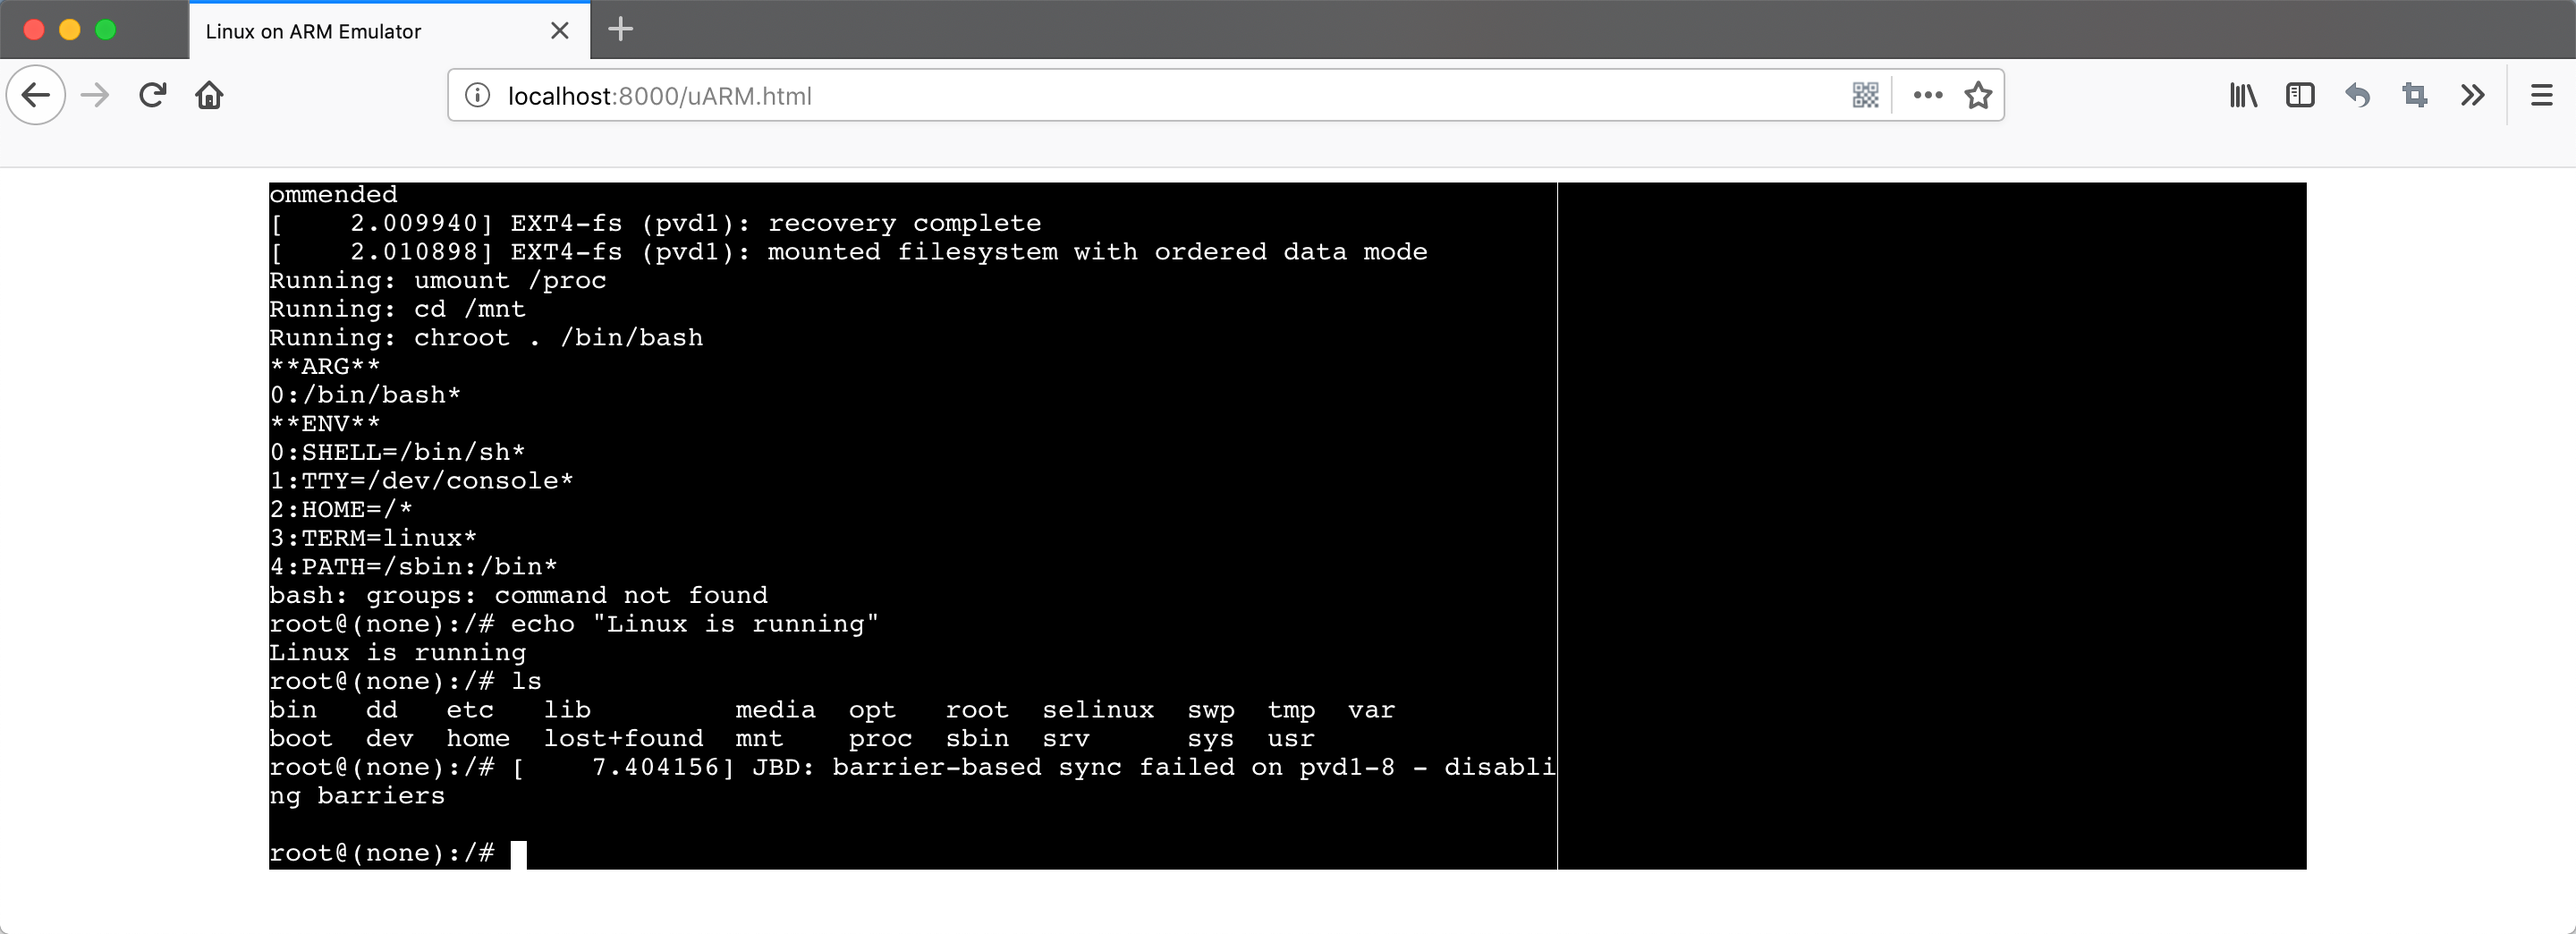 Linux on ARM Emulator
localhost:8000/uARM.html
ommended
[    2.009940] EXT4-fs (pvd1): recovery complete
[    2.010898] EXT4-fs (pvd1): mounted filesystem with ordered data mode
Running: umount /proc
Running: cd /mnt
Running: chroot . /bin/bash
**ARG**
0:/bin/bash*
**ENV**
0:SHELL=/bin/sh*
1:TTY=/dev/console*
2:HOME=/*
3:TERM=linux*
4:PATH=/sbin:/bin*
bash: groups: command not found
root@(none):/# echo "Linux is running"
Linux is running
root@(none):/# ls
bin   dd   etc   lib         media  opt   root  selinux  swp  tmp  var
boot  dev  home  lost+found  mnt    proc  sbin  srv      sys  usr
root@(none):/# [    7.404156] JBD: barrier-based sync failed on pvd1-8 - disabli
ng barriers
root@(none):/#